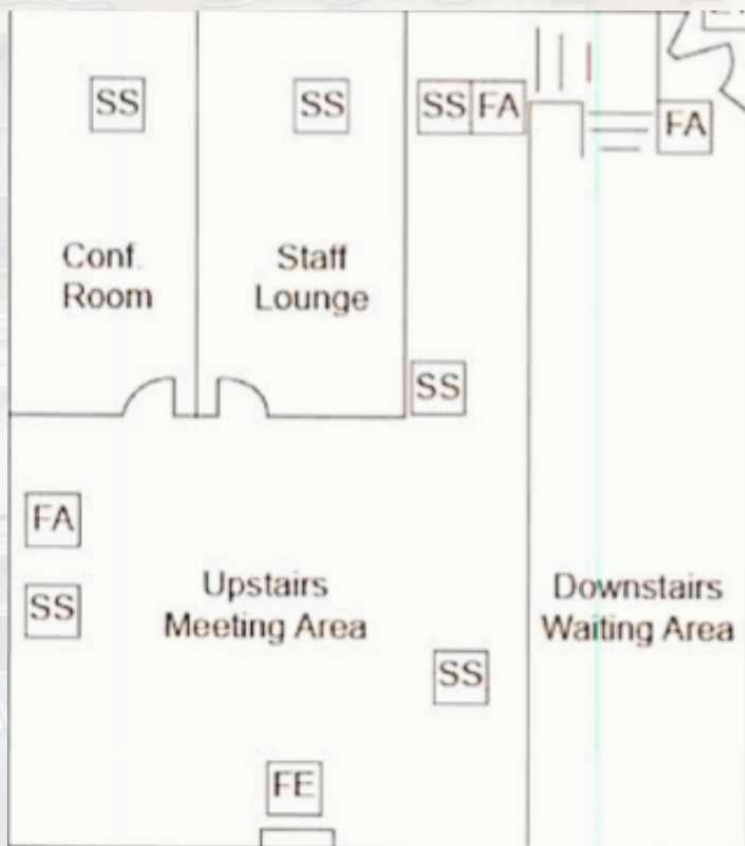 SS
SS
SS FA
FA
Conf.
Room
Staff
Lounge
SS
FA
SS
Upstairs
Meeting Area
Downstairs
Waiting Area
SS
FE